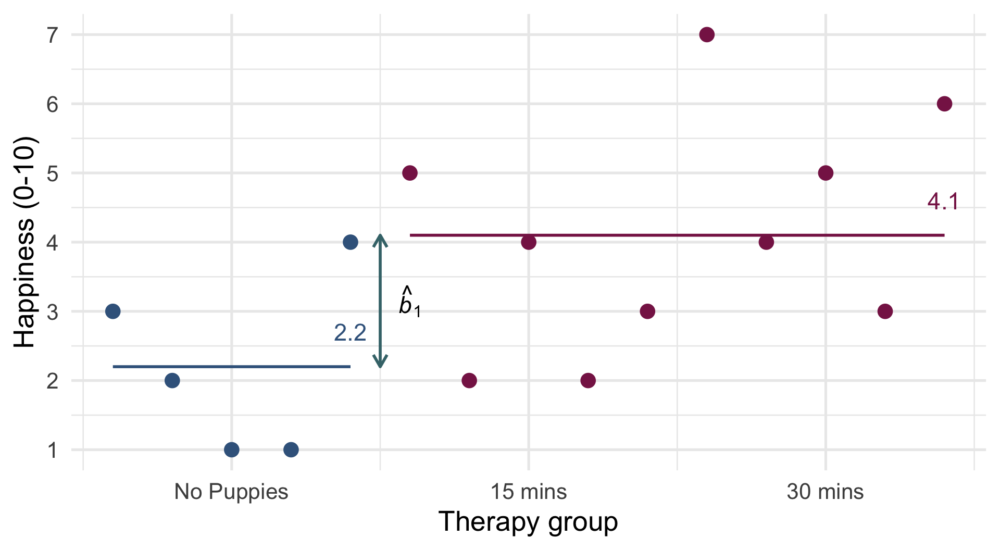 Happiness (0-10)
7
6
5
4
3
2
1
4.1
2.2
b̂₁
No Puppies
15 mins
30 mins
Therapy group